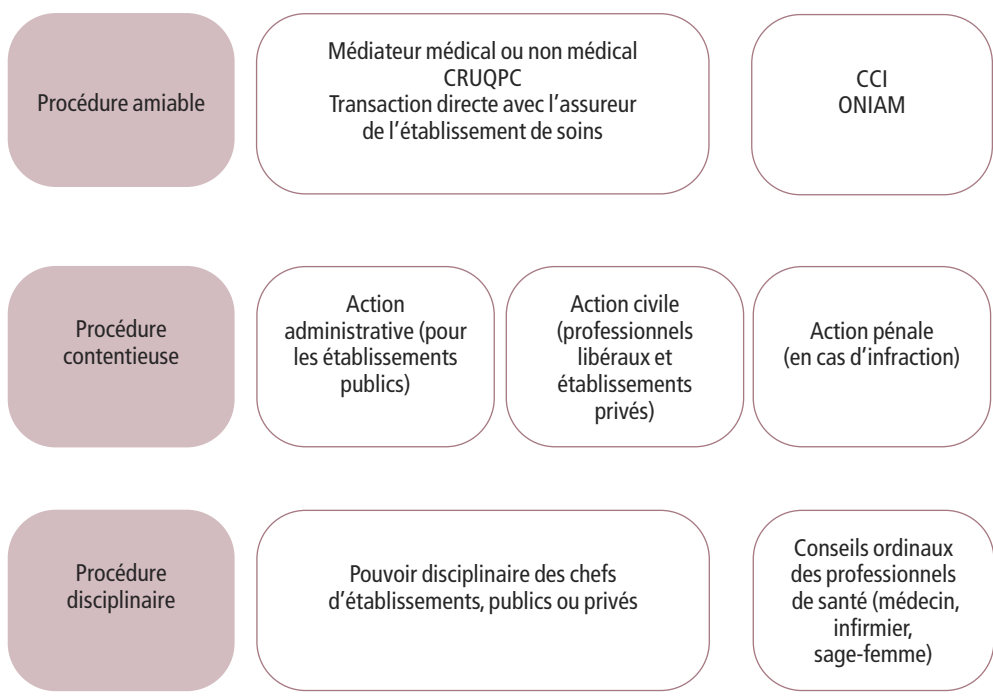 Procédure amiable
Médiateur médical ou non médical
CRUQPC
Transaction directe avec l'assureur
de l'établissement de soins
CCI
ONIAM
Procédure
contentieuse
Action
administrative (pour
les établissements
publics)
Action civile
(professionnels
libéraux et
établissements
privés)
Action pénale
(en cas d'infraction)
Procédure
disciplinaire
Pouvoir disciplinaire des chefs
d'établissements, publics ou privés
Conseils ordinaux
des professionnels
de santé (médecin,
infirmier,
sage-femme)